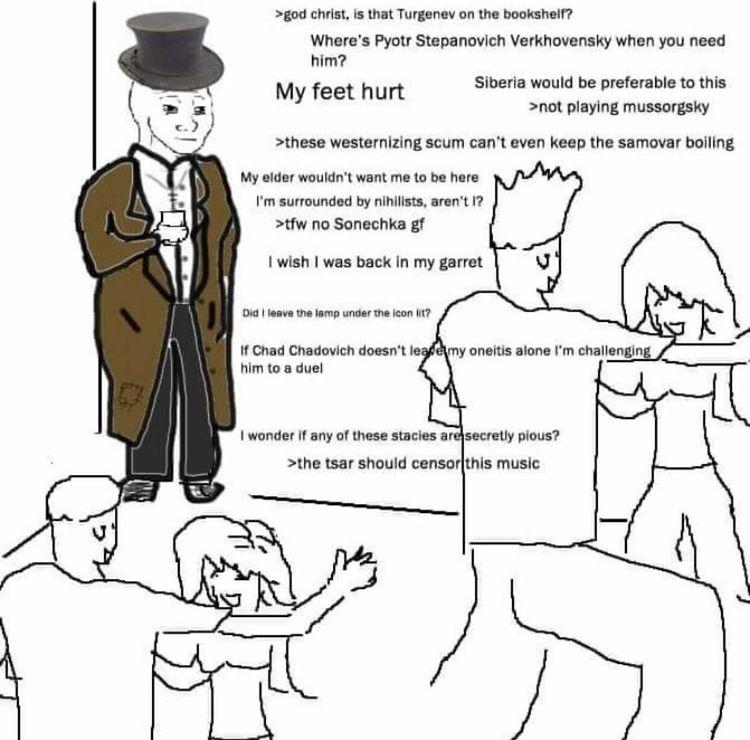 >god christ, is that Turgenev on the bookshelf?
Where's Pyotr Stepanovich Verkhovensky when you need
him?
My feet hurt
Siberia would be preferable to this
>not playing mussorgsky
>these westernizing scum can't even keep the samovar boiling
My elder wouldn't want me to be here
I'm surrounded by nihilists, aren't I?
>tfw no Sonechka gf
I wish I was back in my garret
Did I leave the lamp under the icon lit?
If Chad Chadovich doesn't leave my oneitis alone I'm challenging
him to a duel
I wonder if any of these stacies are secretly pious?
>the tsar should censor this music